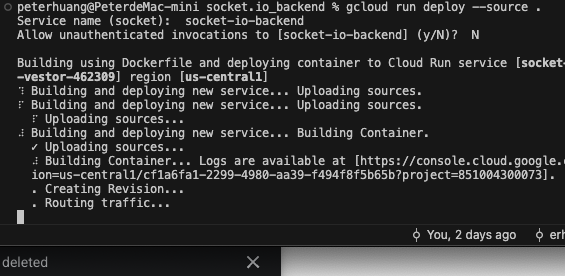 peterhuang@PeterdeMac-mini socket.io_backend % gcloud run deploy --source .
Service name (socket):  socket-io-backend
Allow unauthenticated invocations to [socket-io-backend] (y/N)?  N
Building using Dockerfile and deploying container to Cloud Run service [socket-
-vestor-462309] region [us-central1]
⠹ Building and deploying new service... Uploading sources.
⠏ Building and deploying new service... Uploading sources.
⠏ Uploading sources...
⠼ Building and deploying new service... Building Container.
✓ Uploading sources...
⠼ Building Container... Logs are available at [https://console.cloud.google.
ion=us-central1/cf1a6fa1-2299-4980-aa39-f494f8f5b65b?project=851004300073].
. Creating Revision...
. Routing traffic...
You, 2 days ago
deleted